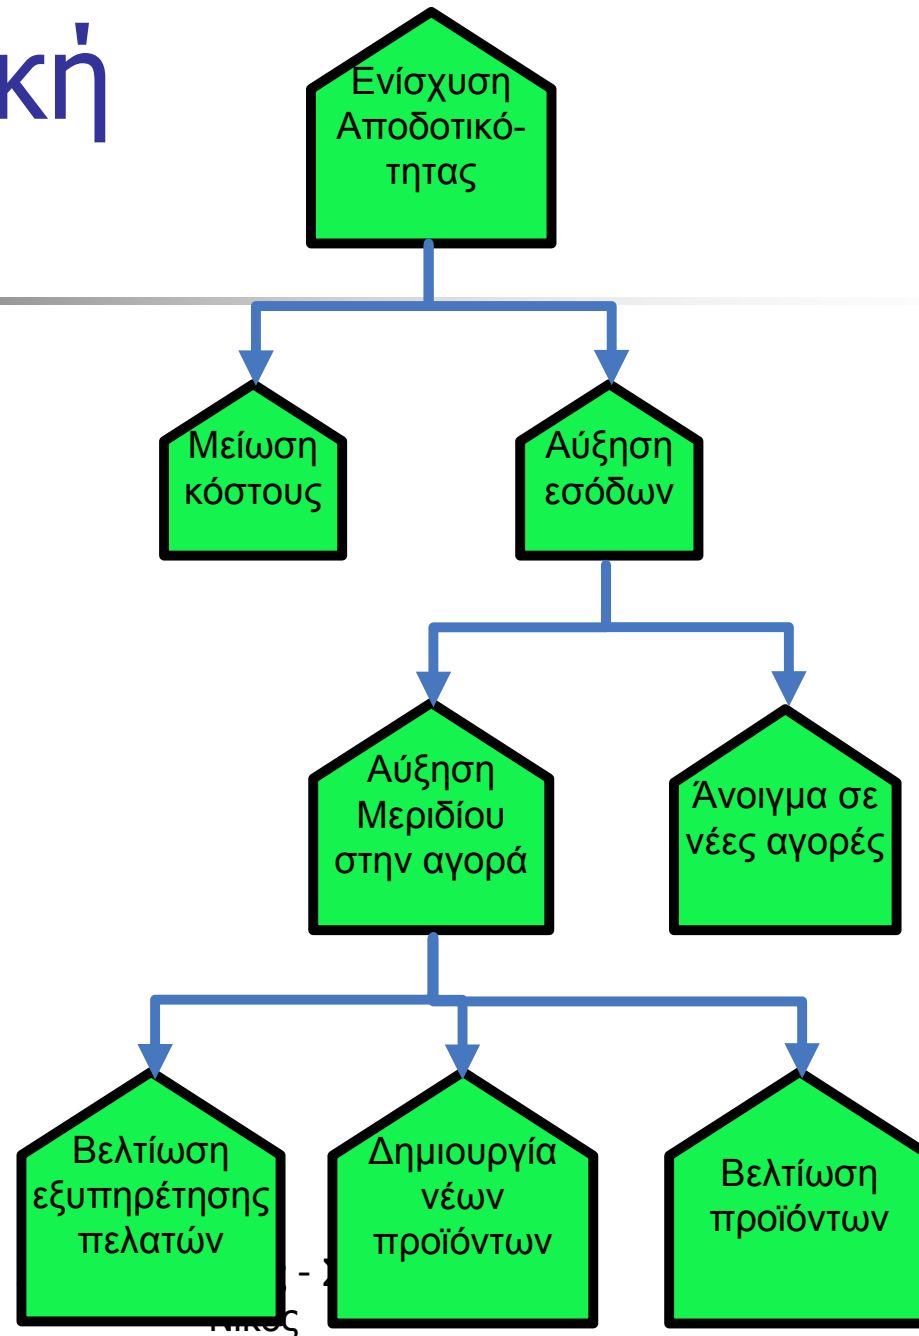 κή
Ενίσχυση
Αποδοτικό-
τητας
Μείωση
κόστους
Αύξηση
εσόδων
Αύξηση
Μεριδίου
στην αγορά
Άνοιγμα σε
νέες αγορές
Βελτίωση
εξυπηρέτησης
πελατών
Δημιουργία
νέων
προϊόντων
Βελτίωση
προϊόντων
Νίκος